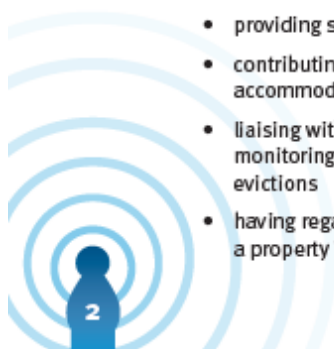 • providing
• contributin
accommod
• liaising wit
monitoring
evictions
• having rega
a property
2